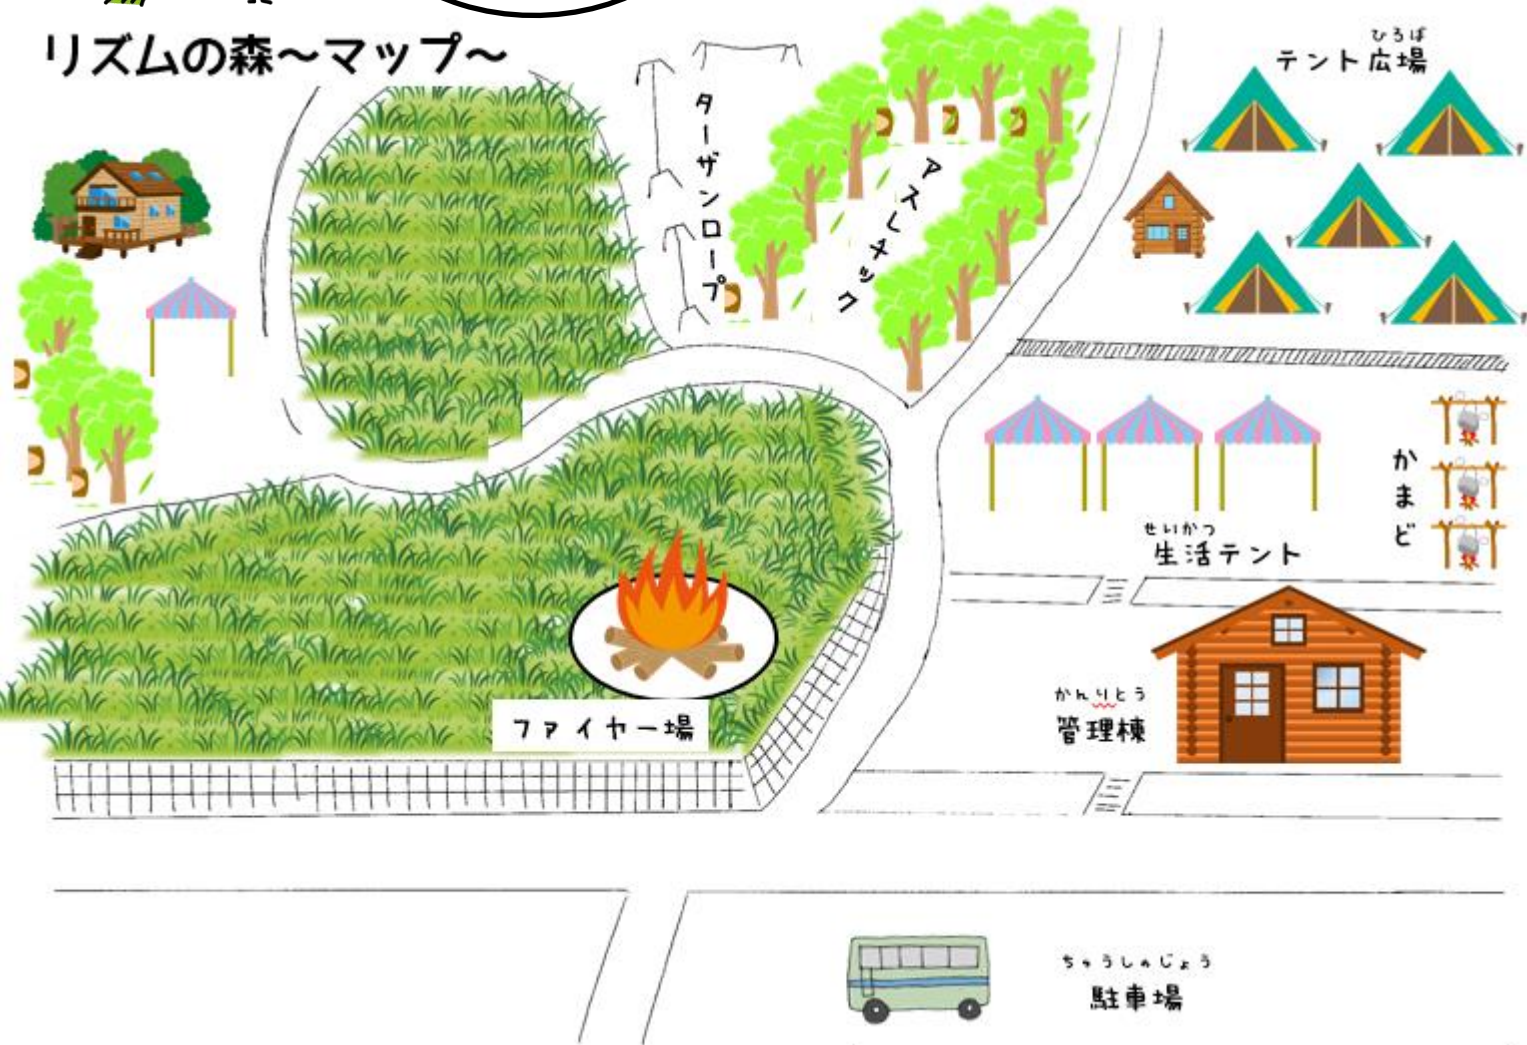 リズムの森～マップ～
ターザンロープ
アスレチック
ひろば
テント広場
かまど
せいかつ
生活テント
かんりとう
管理棟
ファイヤー場
ちゅうしゃじょう
駐車場